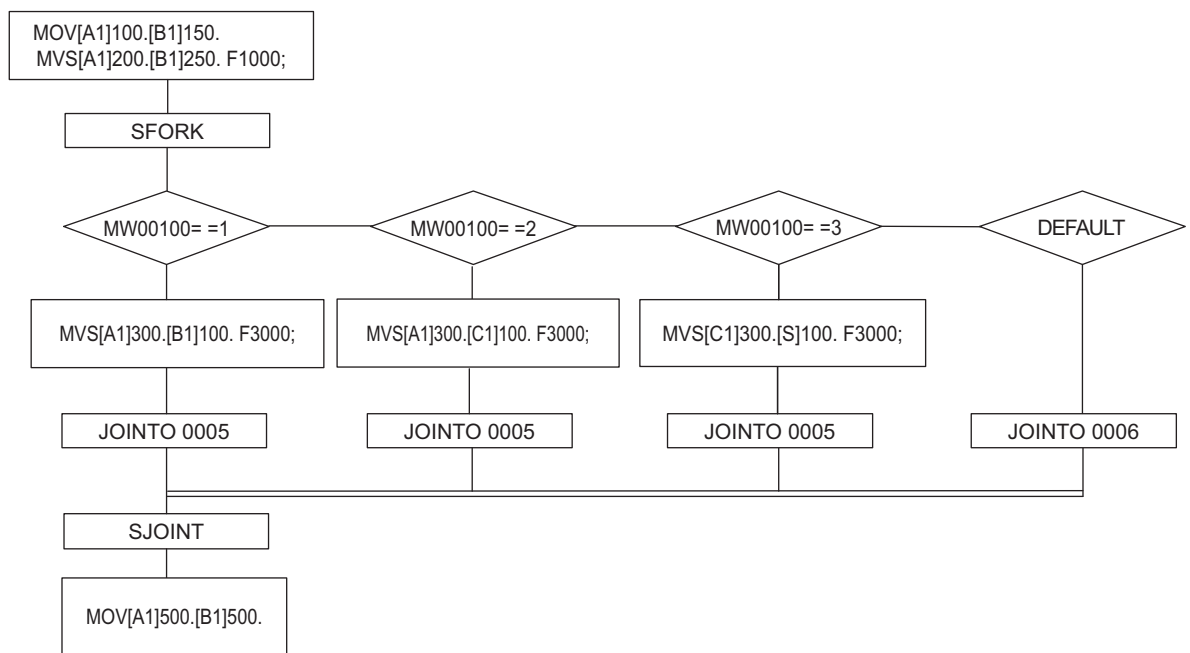 MOV[A1]100.[B1]150.
MVS[A1]200.[B1]250. F1000;
SFORK
MW00100= =1
MW00100= =2
MW00100= =3
DEFAULT
MVS[A1]300.[B1]100. F3000;
MVS[A1]300.[C1]100. F3000;
MVS[C1]300.[S]100. F3000;
JOINTO 0005
JOINTO 0005
JOINTO 0005
JOINTO 0006
SJOINT
MOV[A1]500.[B1]500.